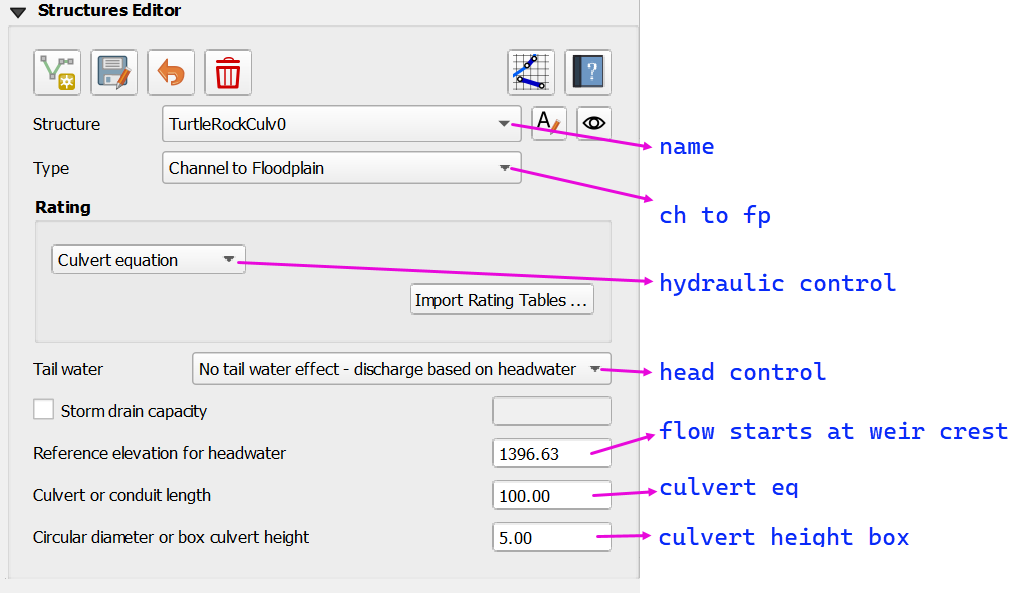 Structures Editor
?
Structure TurtleRockCulv0 A
name
Type Channel to Floodplain
ch to fp
Rating
Culvert equation
hydraulic control
Import Rating Tables ...
Tail water No tail water effect - discharge based on headwater
head control
Storm drain capacity
flow starts at weir crest
Reference elevation for headwater 1396.63
Culvert or conduit length 100.00
culvert eq
Circular diameter or box culvert height 5.00
culvert height box